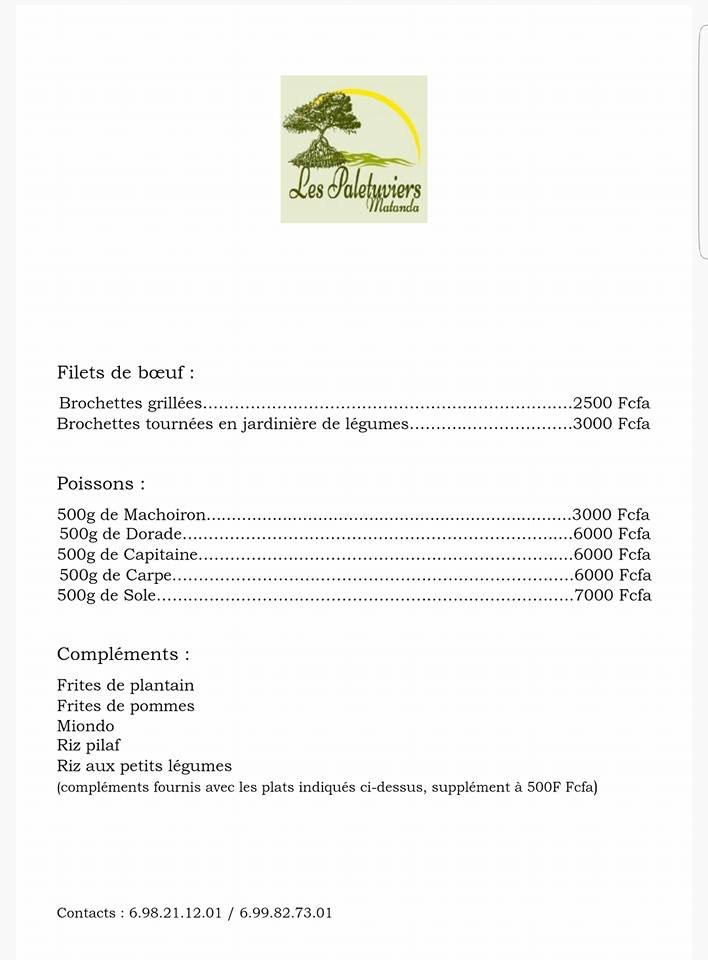 Les Paletuviers
Matanda
Filets de bœuf :
Brochettes grillées......................................................................2500 Fcfa
Brochettes tournées en jardinière de légumes...............................3000 Fcfa
Poissons :
500g de Machoiron.....................................................................3000 Fcfa
500g de Dorade..........................................................................6000 Fcfa
500g de Capitaine.......................................................................6000 Fcfa
500g de Carpe............................................................................6000 Fcfa
500g de Sole...............................................................................7000 Fcfa
Compléments :
Frites de plantain
Frites de pommes
Miondo
Riz pilaf
Riz aux petits légumes
(compléments fournis avec les plats indiqués ci-dessus, supplément à 500F Fcfa)
Contacts : 6.98.21.12.01 / 6.99.82.73.01